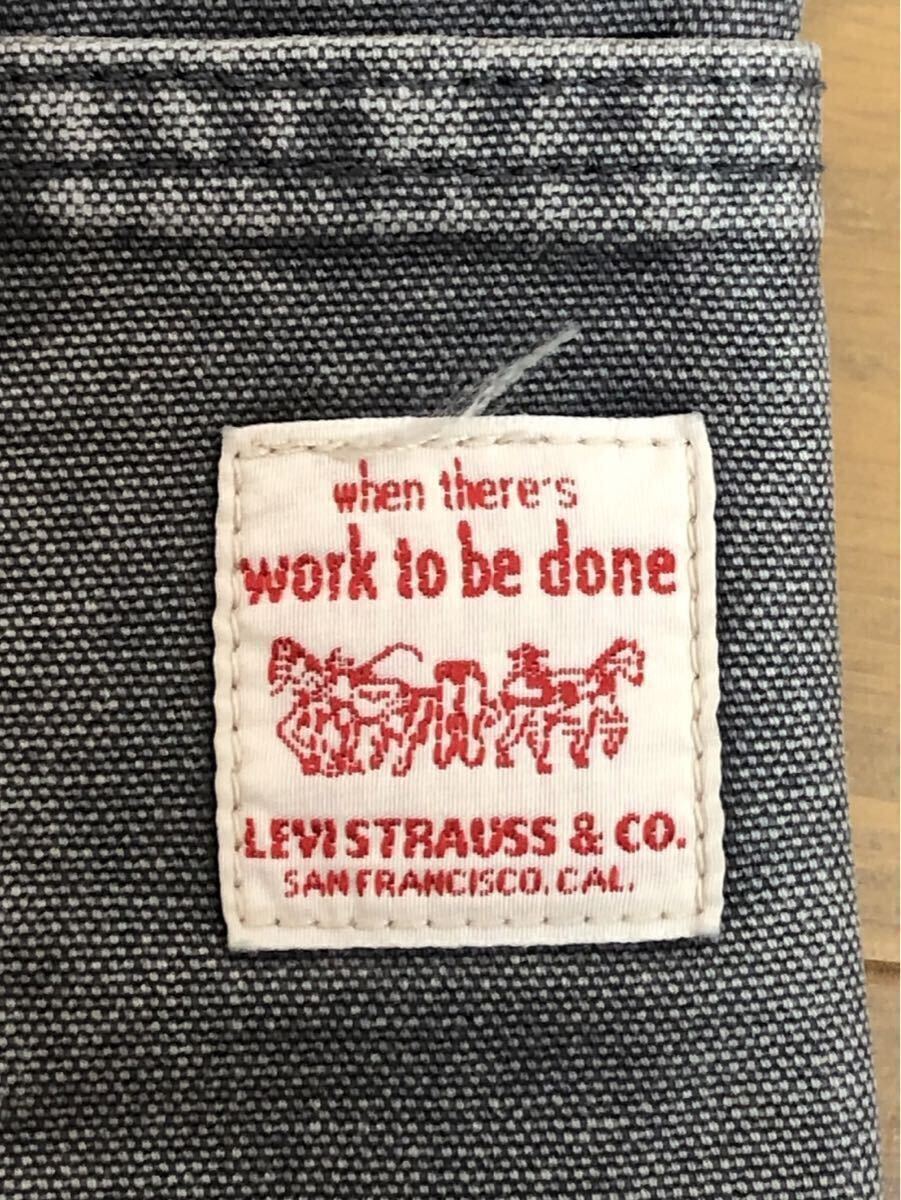 when there's
work to be done
LEVI STRAUSS & CO.
SAN FRANCISCO, CAL.